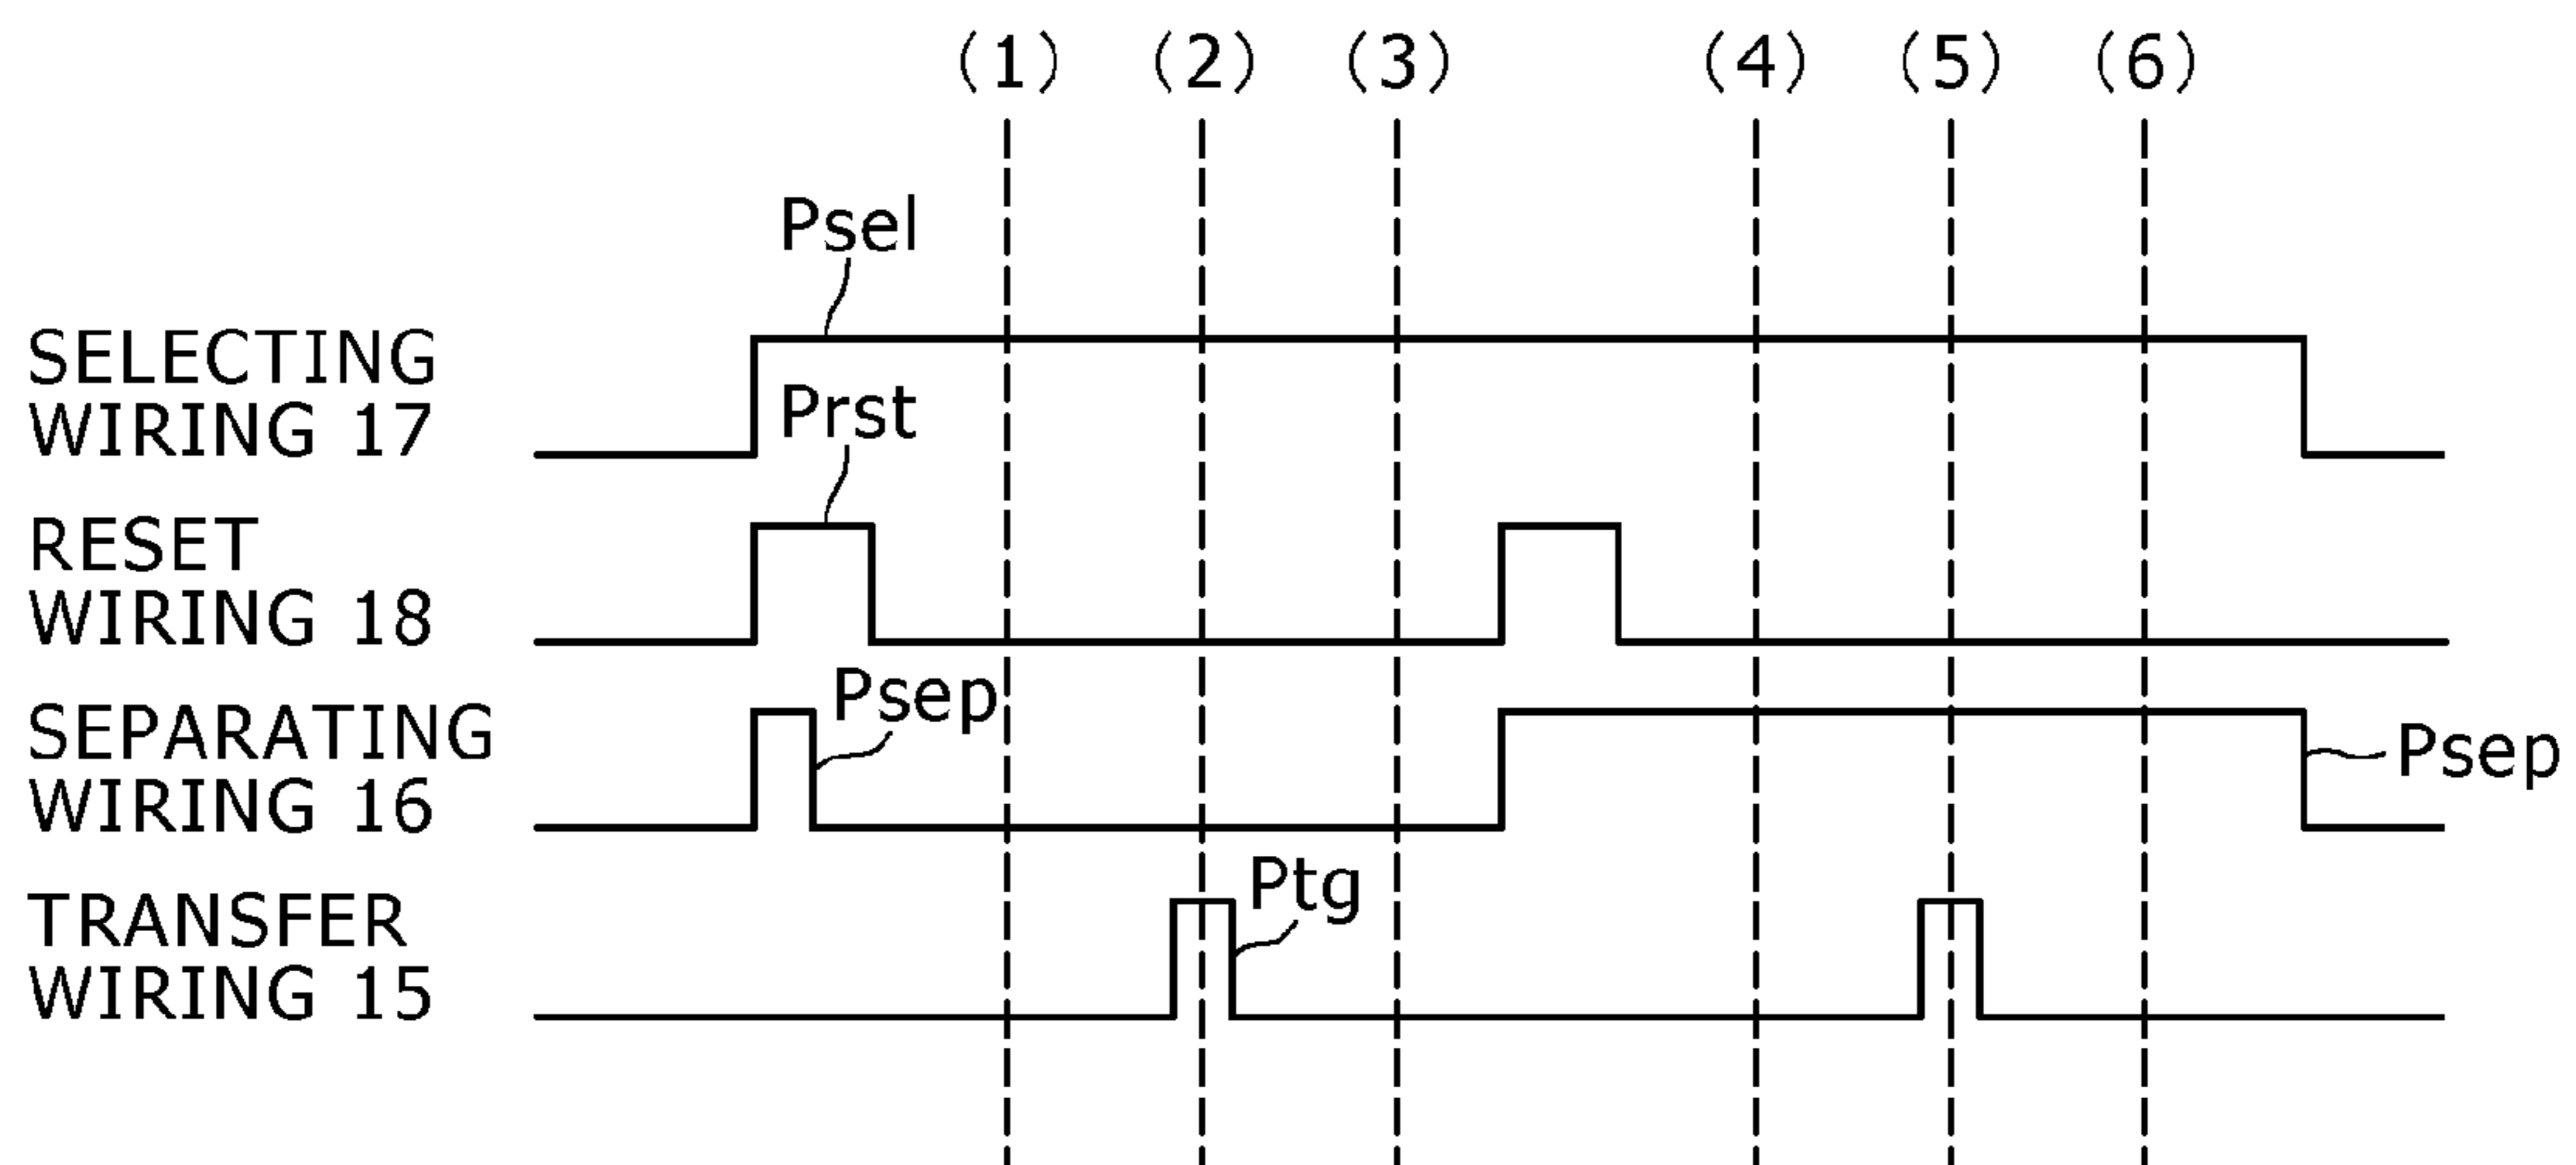 (1) (2) (3) (4) (5) (6)
Psel
SELECTING
WIRING 17
Prst
RESET
WIRING 18
Psep
SEPARATING
WIRING 16
Psep
Ptg
TRANSFER
WIRING 15